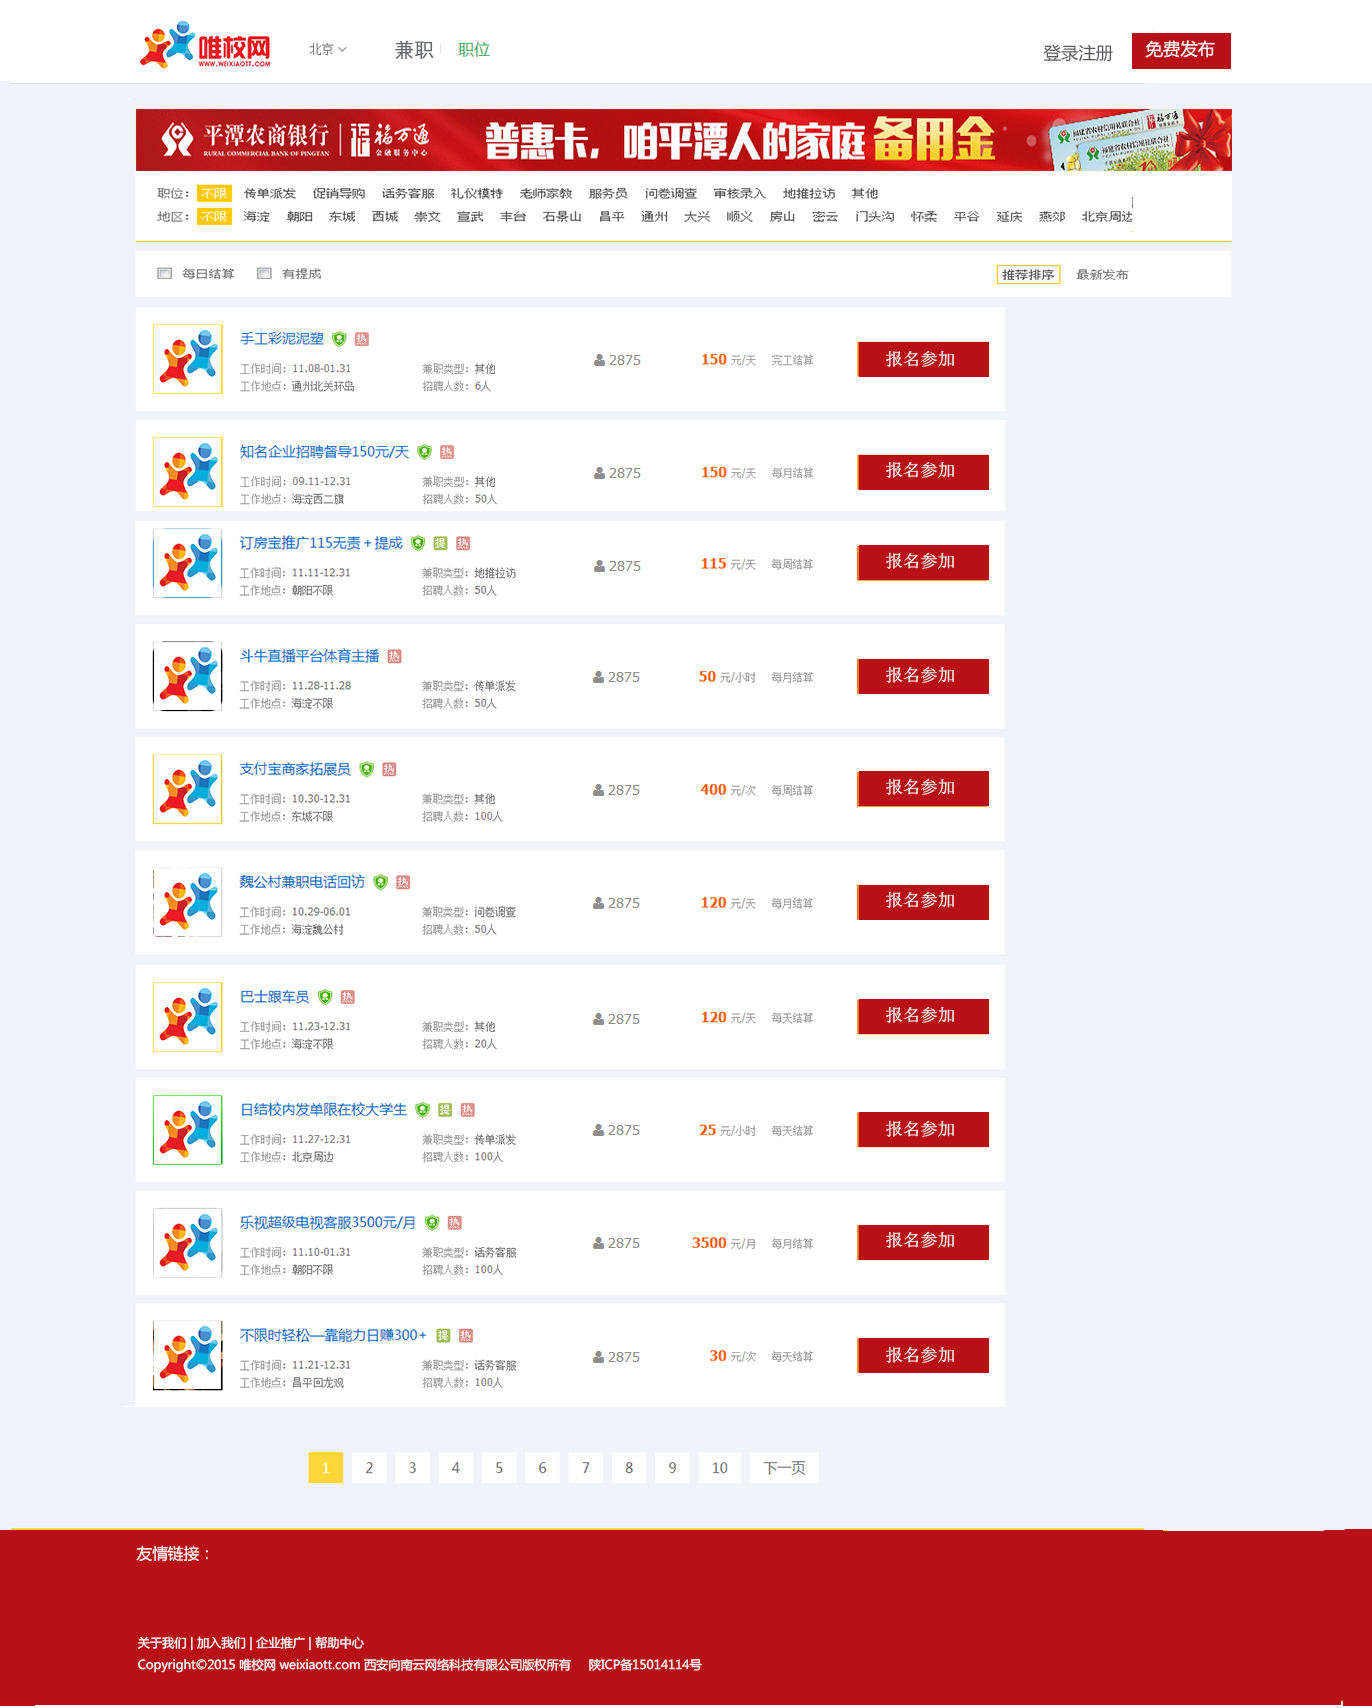 唯校网 北京 兼职 职位 登录注册 免费发布
WWW.WEIXIAOTT.COM
平潭农商银行 福万通 普惠卡，咱平潭人的家庭备用金
RURAL COMMERCIAL BANK OF PINGTAN 金融服务中心
福建省农村信用社联合社
福建省农村信用社联合社
职位： 不限 传单派发 促销导购 话务客服 礼仪模特 老师家教 服务员 问卷调查 审核录入 地推拉访 其他
地区： 不限 海淀 朝阳 东城 西城 崇文 宣武 丰台 石景山 昌平 通州 大兴 顺义 房山 密云 门头沟 怀柔 平谷 延庆 燕郊 北京周边
每日结算 有提成 推荐排序 最新发布
手工彩泥泥塑 热
工作时间：11.08-01.31 兼职类型：其他 2875 150 元/天 完工结算 报名参加
工作地点：通州北关环岛 招聘人数：6人
知名企业招聘督导150元/天 热
工作时间：09.11-12.31 兼职类型：其他 2875 150 元/天 每月结算 报名参加
工作地点：海淀西二旗 招聘人数：50人
订房宝推广115无责+提成 提 热
工作时间：11.11-12.31 兼职类型：地推拉访 2875 115 元/天 每周结算 报名参加
工作地点：朝阳不限 招聘人数：50人
斗牛直播平台体育主播 热
工作时间：11.28-11.28 兼职类型：传单派发 2875 50 元/小时 每月结算 报名参加
工作地点：海淀不限 招聘人数：50人
支付宝商家拓展员 热
工作时间：10.30-12.31 兼职类型：其他 2875 400 元/次 每周结算 报名参加
工作地点：东城不限 招聘人数：100人
魏公村兼职电话回访 热
工作时间：10.29-06.01 兼职类型：问卷调查 2875 120 元/天 每月结算 报名参加
工作地点：海淀魏公村 招聘人数：50人
巴士跟车员 热
工作时间：11.23-12.31 兼职类型：其他 2875 120 元/天 每天结算 报名参加
工作地点：海淀不限 招聘人数：20人
日结校内发单限在校大学生 提 热
工作时间：11.27-12.31 兼职类型：传单派发 2875 25 元/小时 每天结算 报名参加
工作地点：北京周边 招聘人数：100人
乐视超级电视客服3500元/月 热
工作时间：11.10-01.31 兼职类型：话务客服 2875 3500 元/月 每月结算 报名参加
工作地点：朝阳不限 招聘人数：100人
不限时轻松—靠能力日赚300+ 提 热
工作时间：11.21-12.31 兼职类型：话务客服 2875 30 元/次 每天结算 报名参加
工作地点：昌平回龙观 招聘人数：100人
1 2 3 4 5 6 7 8 9 10 下一页
友情链接：
关于我们 | 加入我们 | 企业推广 | 帮助中心
Copyright©2015 唯校网 weixiaott.com 西安向南云网络科技有限公司版权所有 陕ICP备15014114号